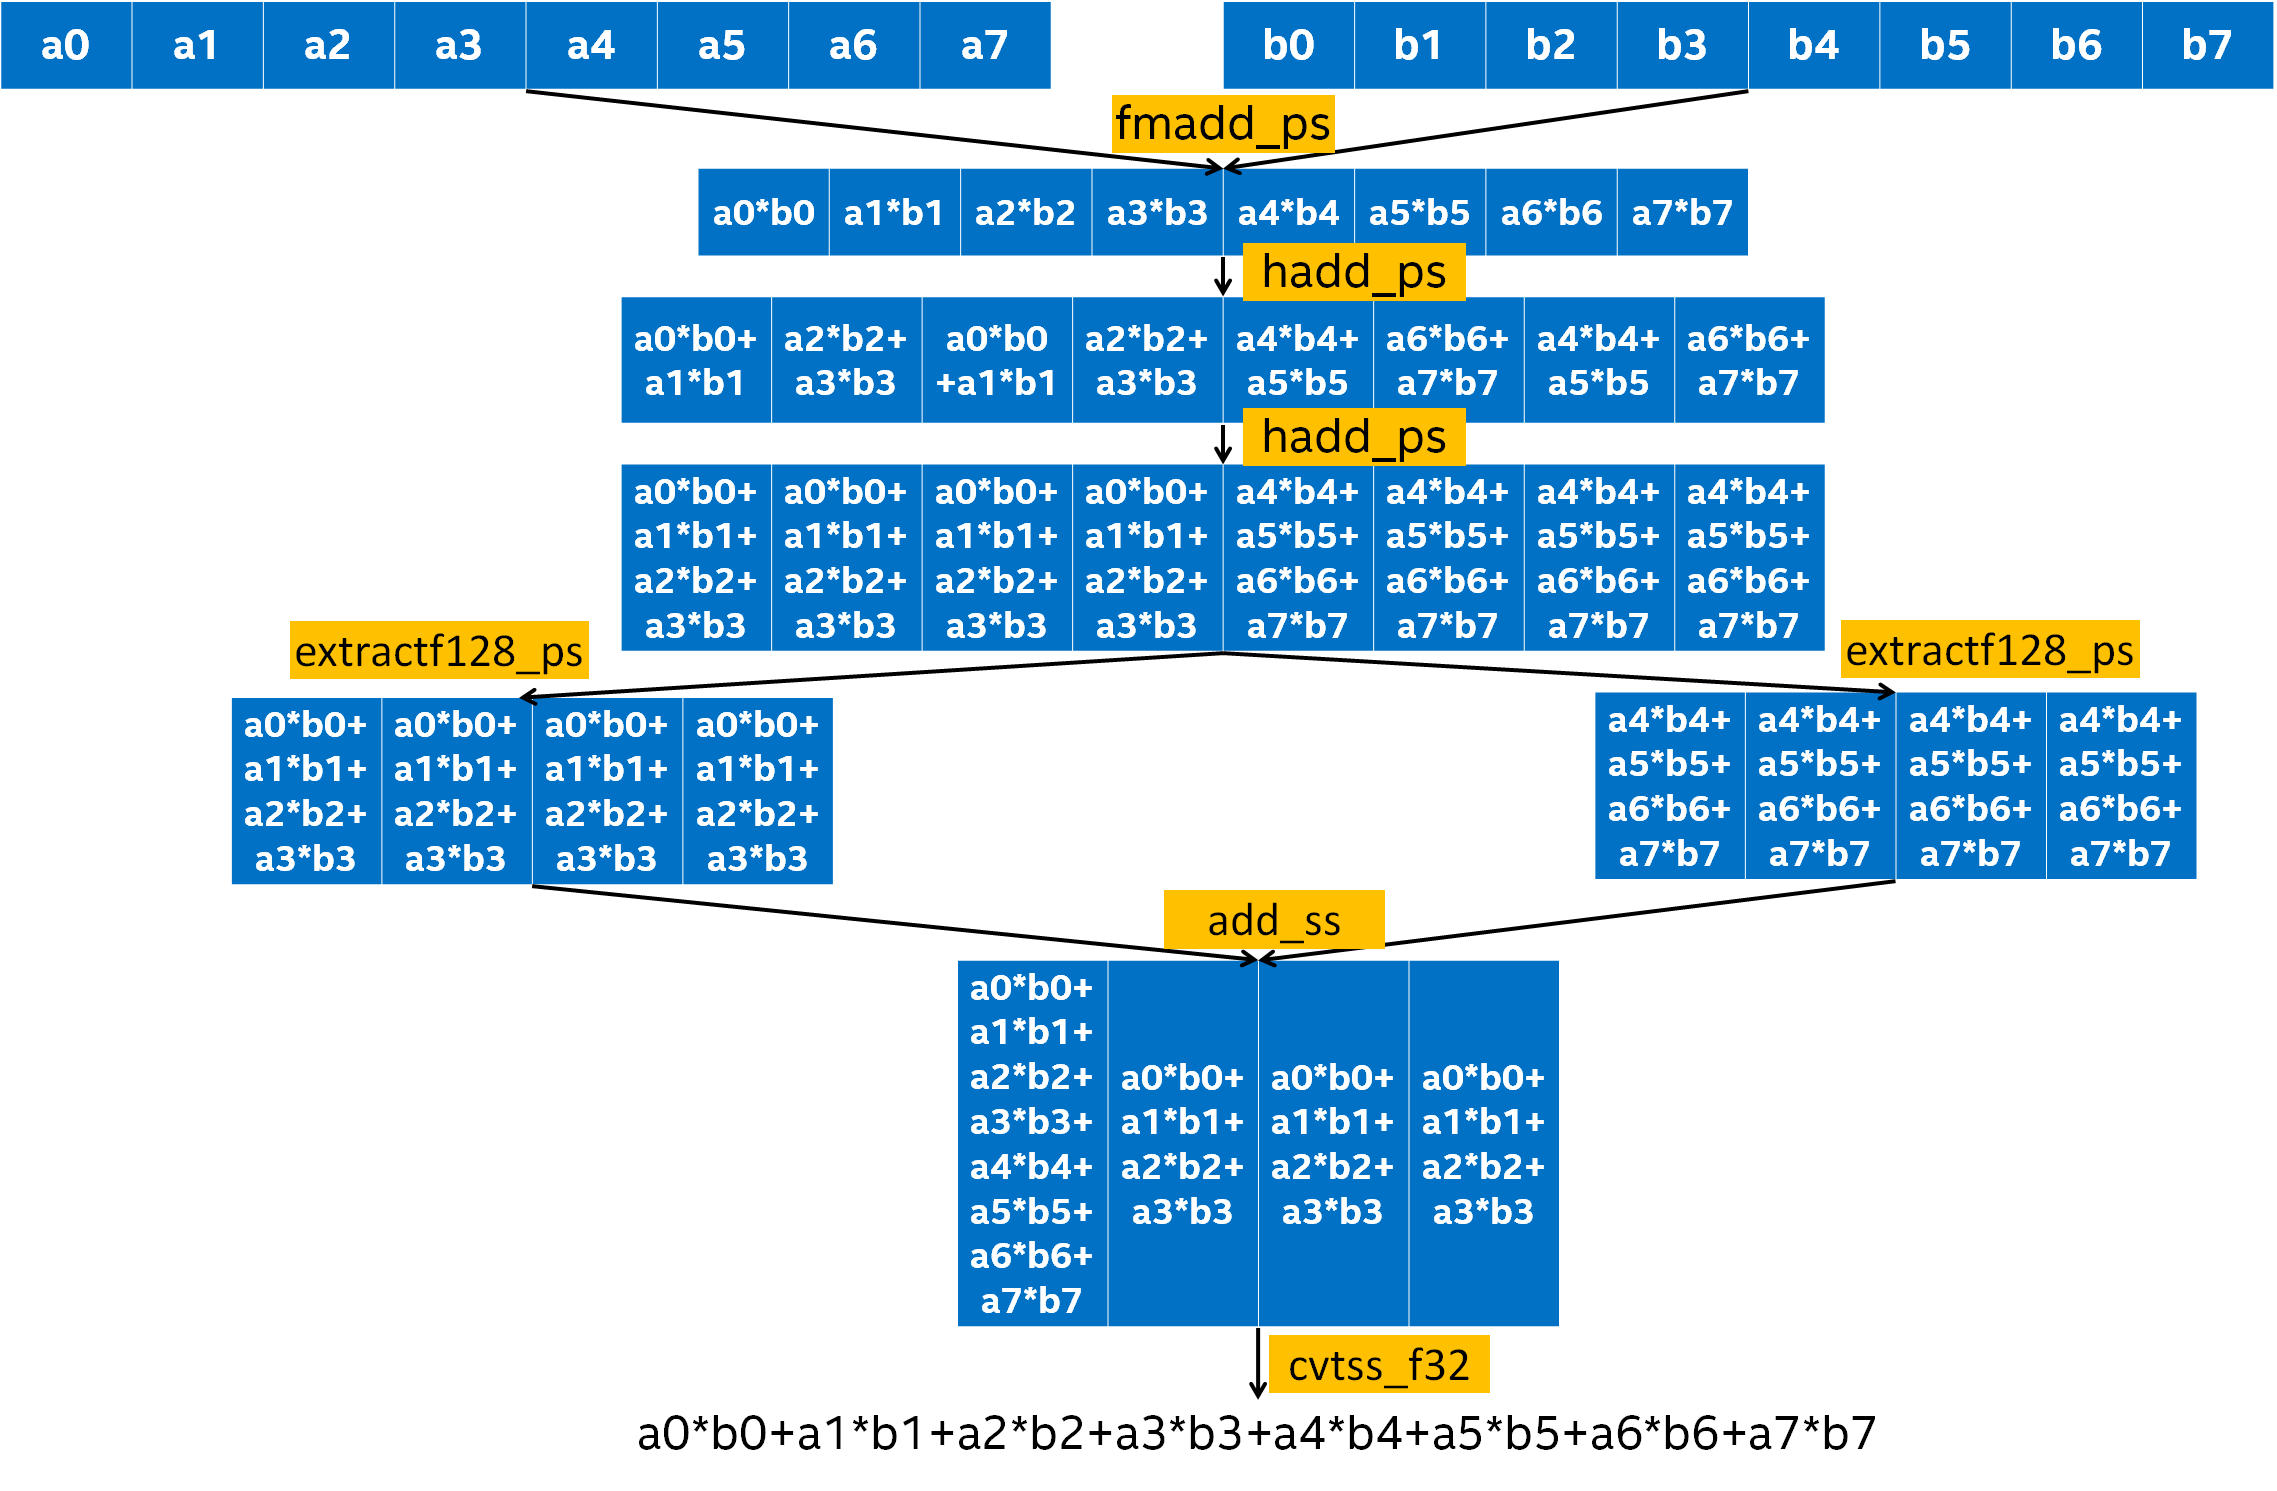 a0 a1 a2 a3 a4 a5 a6 a7 b0 b1 b2 b3 b4 b5 b6 b7
fmadd_ps
a0*b0 a1*b1 a2*b2 a3*b3 a4*b4 a5*b5 a6*b6 a7*b7
hadd_ps
a0*b0+ a2*b2+ a0*b0 a2*b2+ a4*b4+ a6*b6+ a4*b4+ a6*b6+
a1*b1 a3*b3 +a1*b1 a3*b3 a5*b5 a7*b7 a5*b5 a7*b7
hadd_ps
a0*b0+ a0*b0+ a0*b0+ a0*b0+ a4*b4+ a4*b4+ a4*b4+ a4*b4+
a1*b1+ a1*b1+ a1*b1+ a1*b1+ a5*b5+ a5*b5+ a5*b5+ a5*b5+
a2*b2+ a2*b2+ a2*b2+ a2*b2+ a6*b6+ a6*b6+ a6*b6+ a6*b6+
a3*b3 a3*b3 a3*b3 a3*b3 a7*b7 a7*b7 a7*b7 a7*b7
extractf128_ps extractf128_ps
a0*b0+ a0*b0+ a0*b0+ a0*b0+ a4*b4+ a4*b4+ a4*b4+ a4*b4+
a1*b1+ a1*b1+ a1*b1+ a1*b1+ a5*b5+ a5*b5+ a5*b5+ a5*b5+
a2*b2+ a2*b2+ a2*b2+ a2*b2+ a6*b6+ a6*b6+ a6*b6+ a6*b6+
a3*b3 a3*b3 a3*b3 a3*b3 a7*b7 a7*b7 a7*b7 a7*b7
add_ss
a0*b0+
a1*b1+
a2*b2+ a0*b0+ a0*b0+ a0*b0+
a3*b3+ a1*b1+ a1*b1+ a1*b1+
a4*b4+ a2*b2+ a2*b2+ a2*b2+
a5*b5+ a3*b3 a3*b3 a3*b3
a6*b6+
a7*b7
cvtss_f32
a0*b0+a1*b1+a2*b2+a3*b3+a4*b4+a5*b5+a6*b6+a7*b7